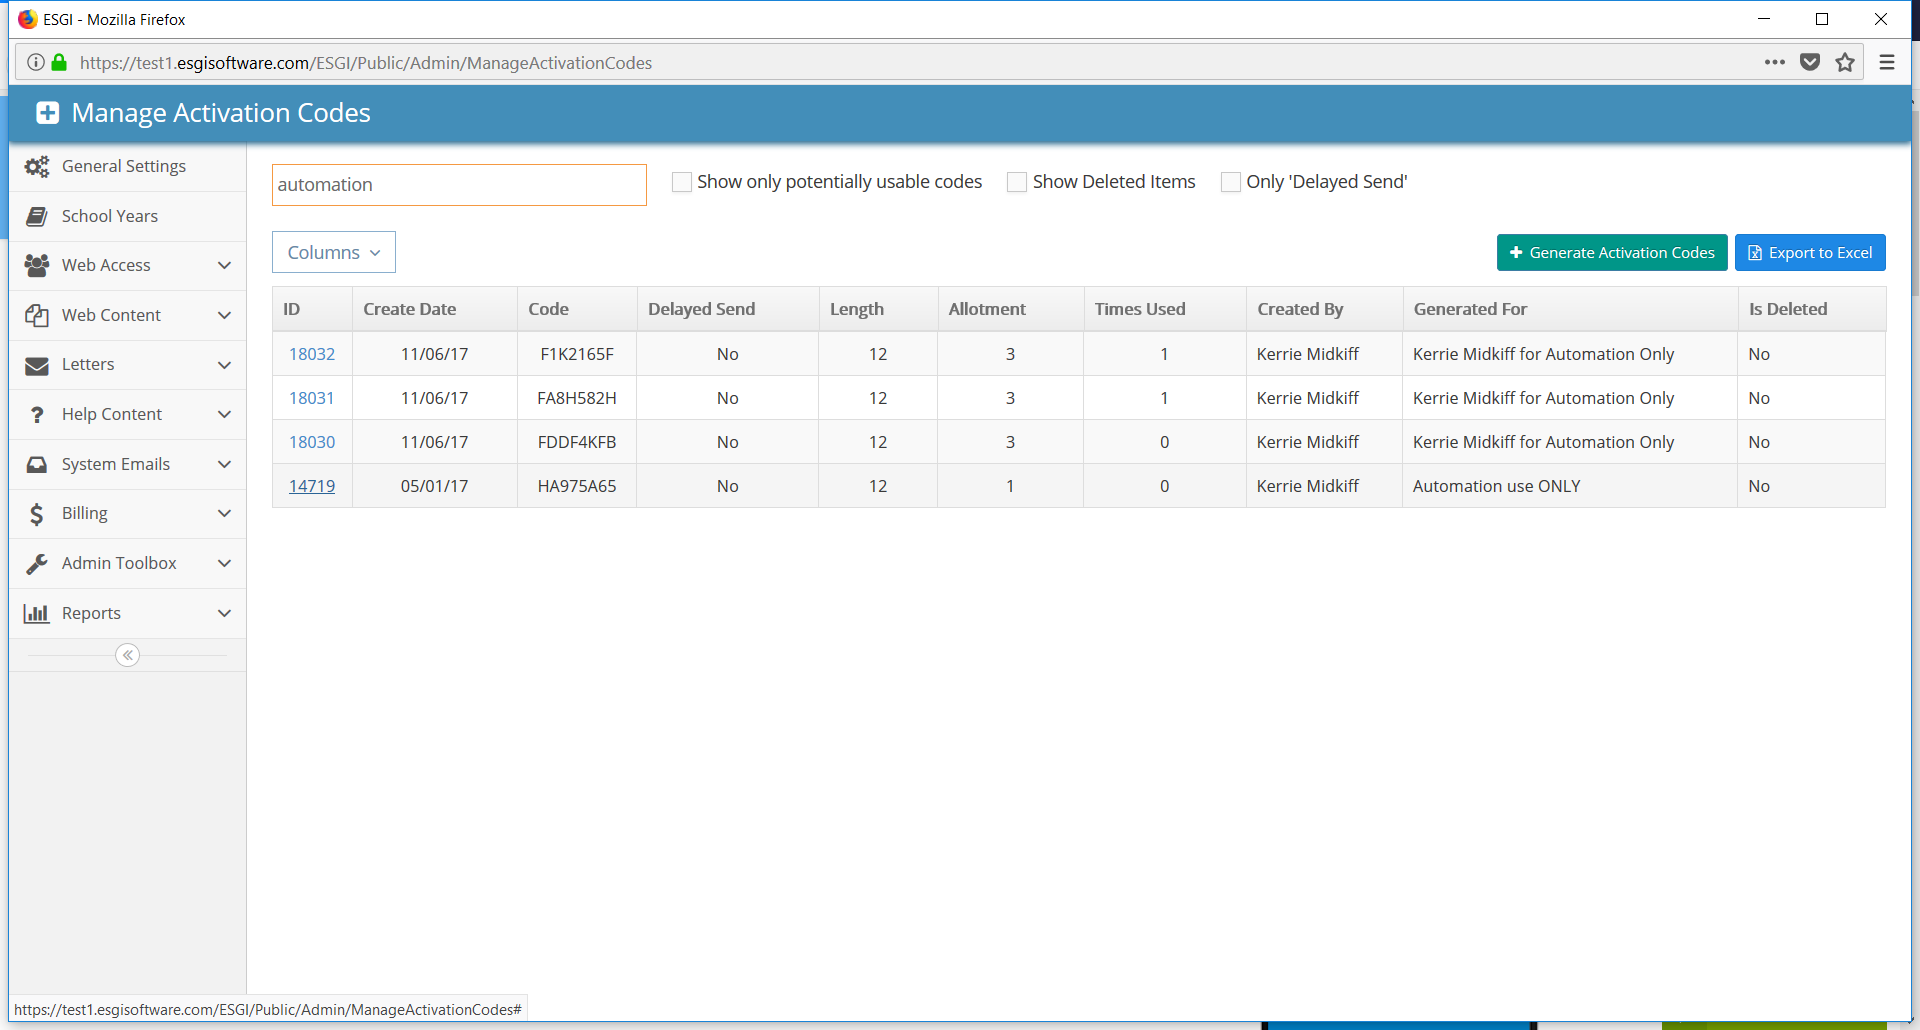 ESGI - Mozilla Firefox
https://test1.esgisoftware.com/ESGI/Public/Admin/ManageActivationCodes
Manage Activation Codes
General Settings
School Years
Web Access
Web Content
Letters
Help Content
System Emails
Billing
Admin Toolbox
Reports
automation
Show only potentially usable codes Show Deleted Items Only 'Delayed Send'
Columns
Generate Activation Codes Export to Excel
ID Create Date Code Delayed Send Length Allotment Times Used Created By Generated For Is Deleted
18032 11/06/17 F1K2165F No 12 3 1 Kerrie Midkiff Kerrie Midkiff for Automation Only No
18031 11/06/17 FA8H582H No 12 3 1 Kerrie Midkiff Kerrie Midkiff for Automation Only No
18030 11/06/17 FDDF4KFB No 12 3 0 Kerrie Midkiff Kerrie Midkiff for Automation Only No
14719 05/01/17 HA975A65 No 12 1 0 Kerrie Midkiff Automation use ONLY No
https://test1.esgisoftware.com/ESGI/Public/Admin/ManageActivationCodes#